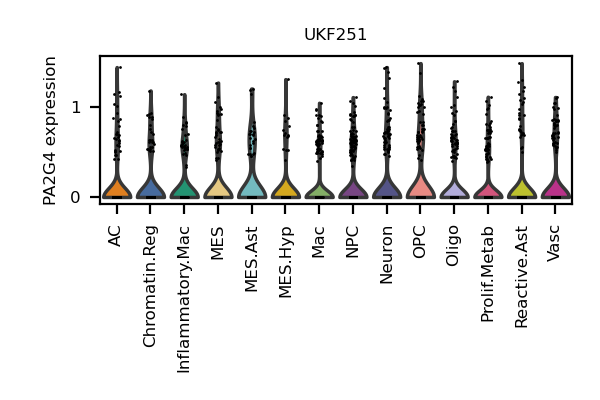 UKF251
PA2G4 expression
1
0
AC
Chromatin.Reg
Inflammatory.Mac
MES
MES.Ast
MES.Hyp
Mac
NPC
Neuron
OPC
Oligo
Prolif.Metab
Reactive.Ast
Vasc